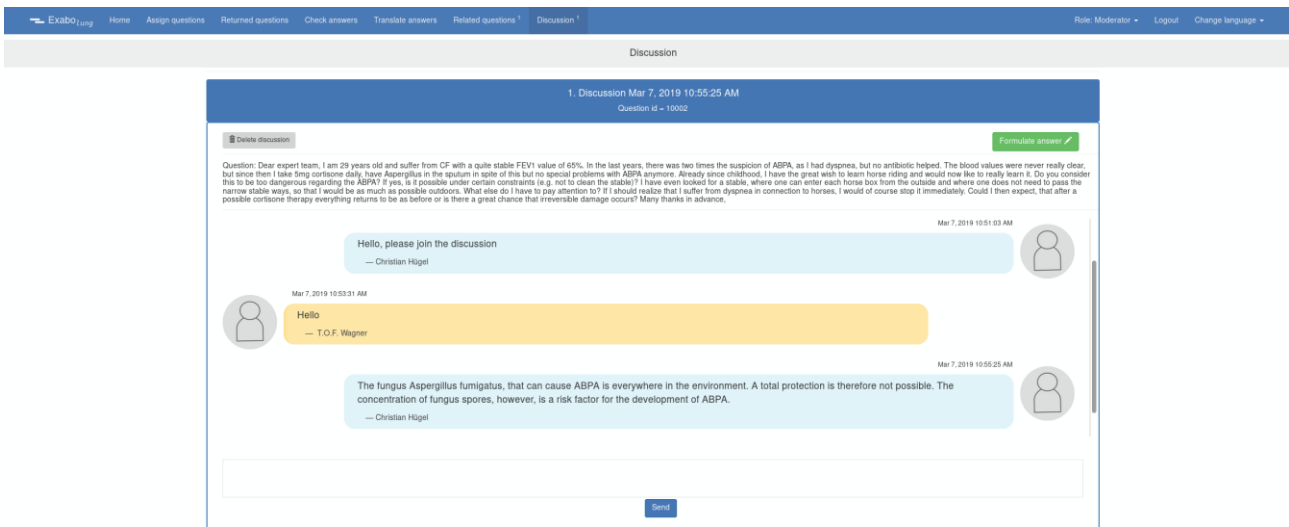 Exabo Lung Home Assign questions Returned questions Check answers Translate answers Related questions 1 Discussion 1 Role: Moderator Logout Change language
Discussion
1. Discussion Mar 7, 2019 10:55:25 AM
Question id = 10002
Delete discussion
Formulate answer
Question: Dear expert team, I am 29 years old and suffer from CF with a quite stable FEV1 value of 65%. In the last years, there was two times the suspicion of ABPA, as I had dyspnea, but no antibiotic helped. The blood values were never really clear,
but since then I take 5mg cortisone daily, have Aspergillus in the sputum in spite of this but no special problems with ABPA anymore. Already since childhood, I have the great wish to learn horse riding and would now like to really learn it. Do you consider
this to be too dangerous regarding the ABPA? If yes, is it possible under certain constraints (e.g. not to clean the stable)? I have even looked for a stable, where one can enter each horse box from the outside and where one does not need to pass the
narrow stable ways, so that I would be as much as possible outdoors. What else do I have to pay attention to? If I should realize that I suffer from dyspnea in connection to horses, I would of course stop it immediately. Could I then expect, that after a
possible cortisone therapy everything returns to be as before or is there a great chance that irreversible damage occurs? Many thanks in advance,
Mar 7, 2019 10:51:03 AM
Hello, please join the discussion
— Christian Hügel
Mar 7, 2019 10:53:31 AM
Hello
— T.O.F. Wagner
Mar 7, 2019 10:55:25 AM
The fungus Aspergillus fumigatus, that can cause ABPA is everywhere in the environment. A total protection is therefore not possible. The
concentration of fungus spores, however, is a risk factor for the development of ABPA.
— Christian Hügel
Send